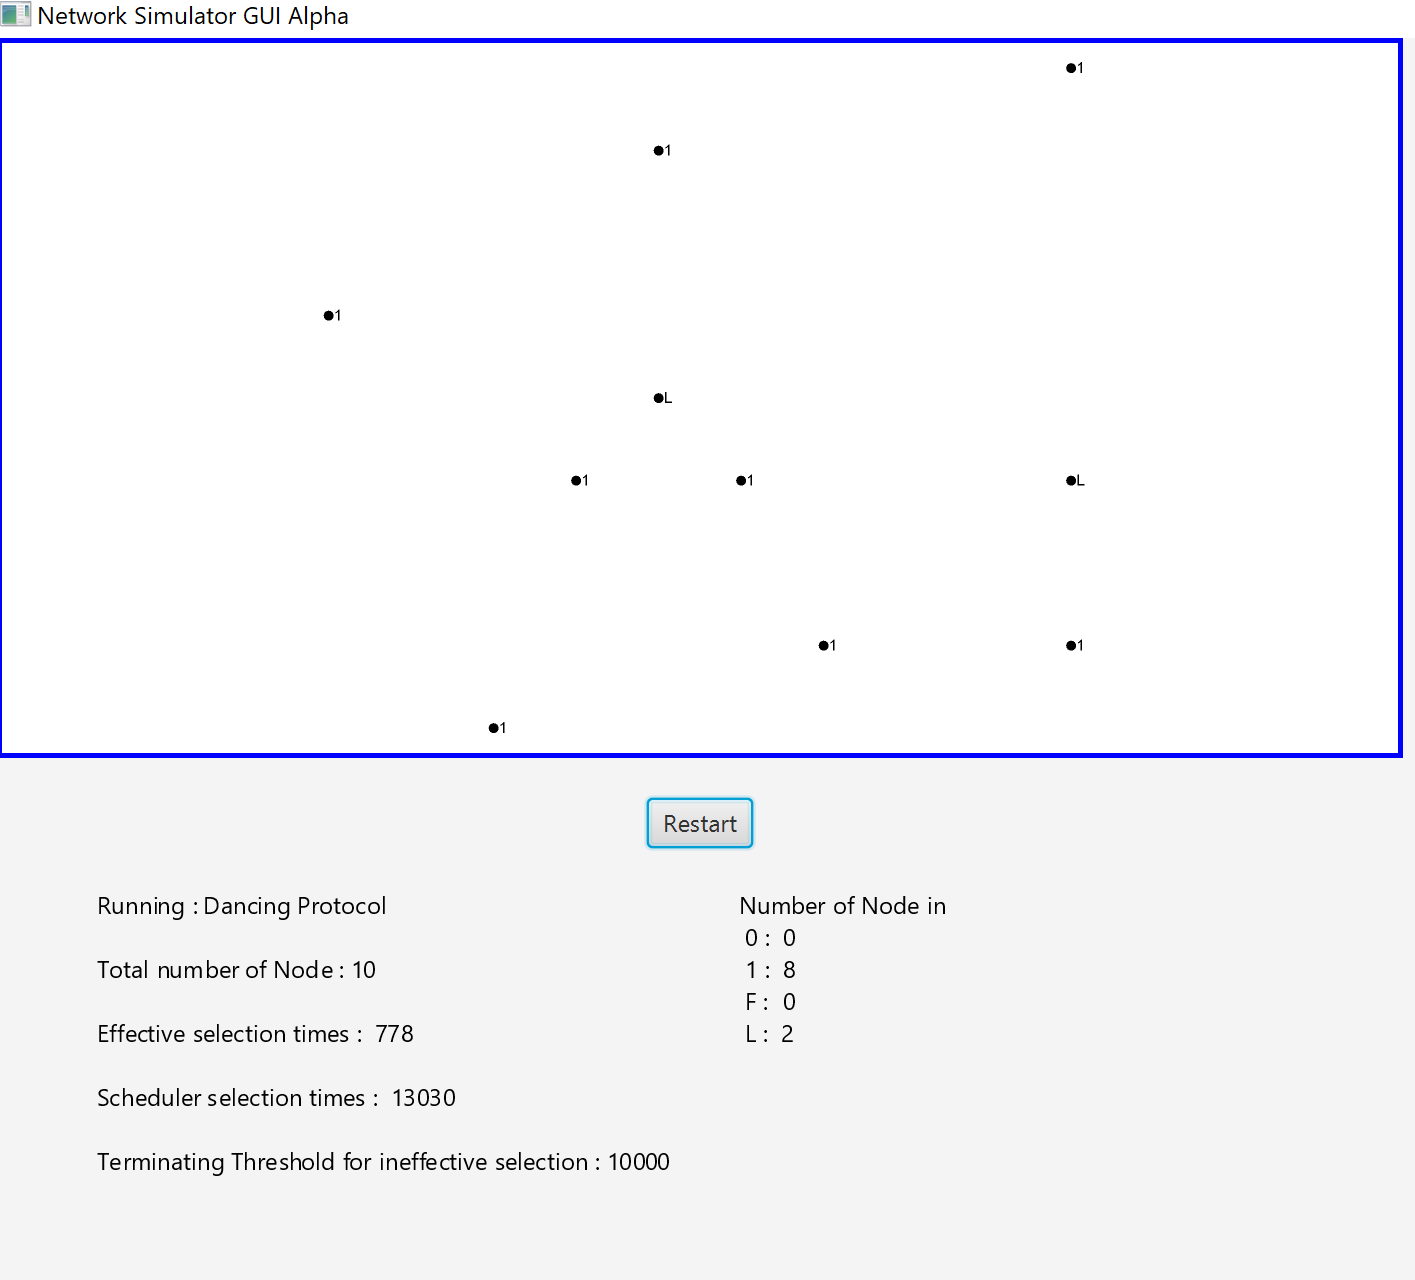 Network Simulator GUI Alpha
1
1
1
L
1
1
L
1
1
1
Restart
Running : Dancing Protocol
Total number of Node : 10
Effective selection times :  778
Scheduler selection times :  13030
Terminating Threshold for ineffective selection : 10000
Number of Node in
0 :  0
1 :  8
F :  0
L :  2